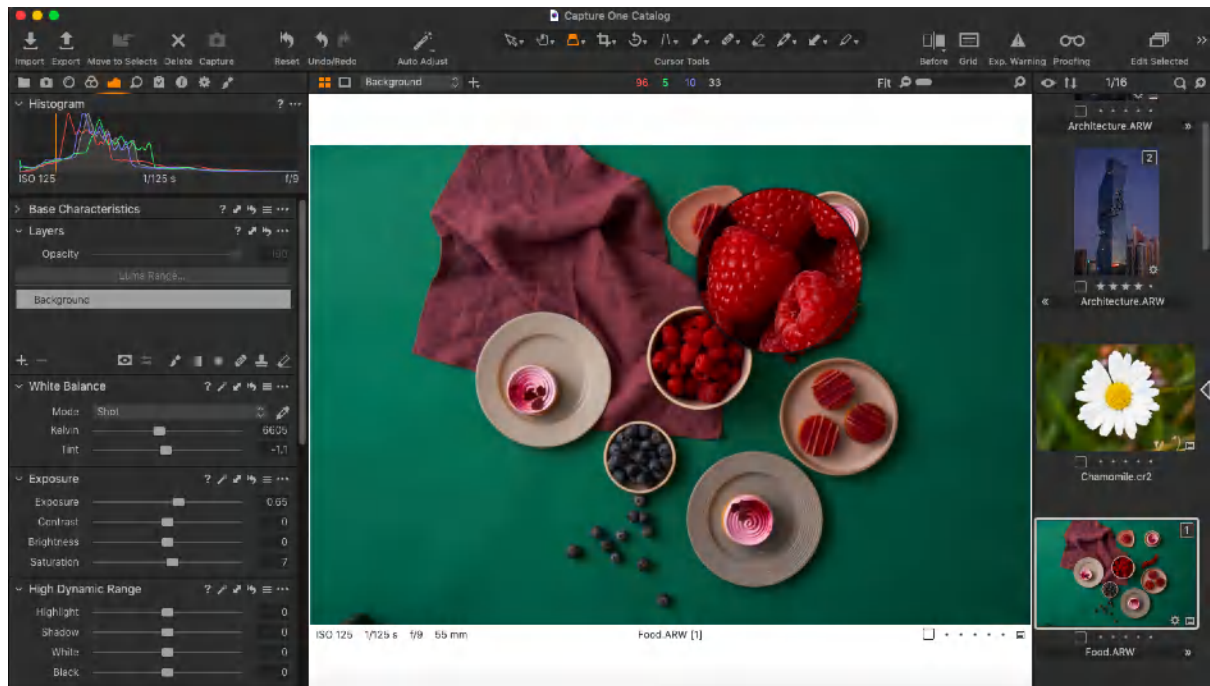 Capture One Catalog
Import Export Move to Selects Delete Capture Reset Undo/Redo Auto Adjust Cursor Tools Before Grid Exp. Warning Proofing Edit Selected
Background 96 5 10 33 Fit 1/16
Histogram ?
ISO 125 1/125 s f/9
Base Characteristics ?
Layers ?
Opacity 100
Luma Range...
Background
White Balance ?
Mode Shot
Kelvin 6605
Tint -1.1
Exposure ?
Exposure 0.65
Contrast 0
Brightness 0
Saturation 7
High Dynamic Range ?
Highlight 0
Shadow 0
White 0
Black 0
ISO 125 1/125 s f/9 55 mm Food.ARW [1]
Architecture.ARW
2
Architecture.ARW
Chamomile.cr2
1
Food.ARW